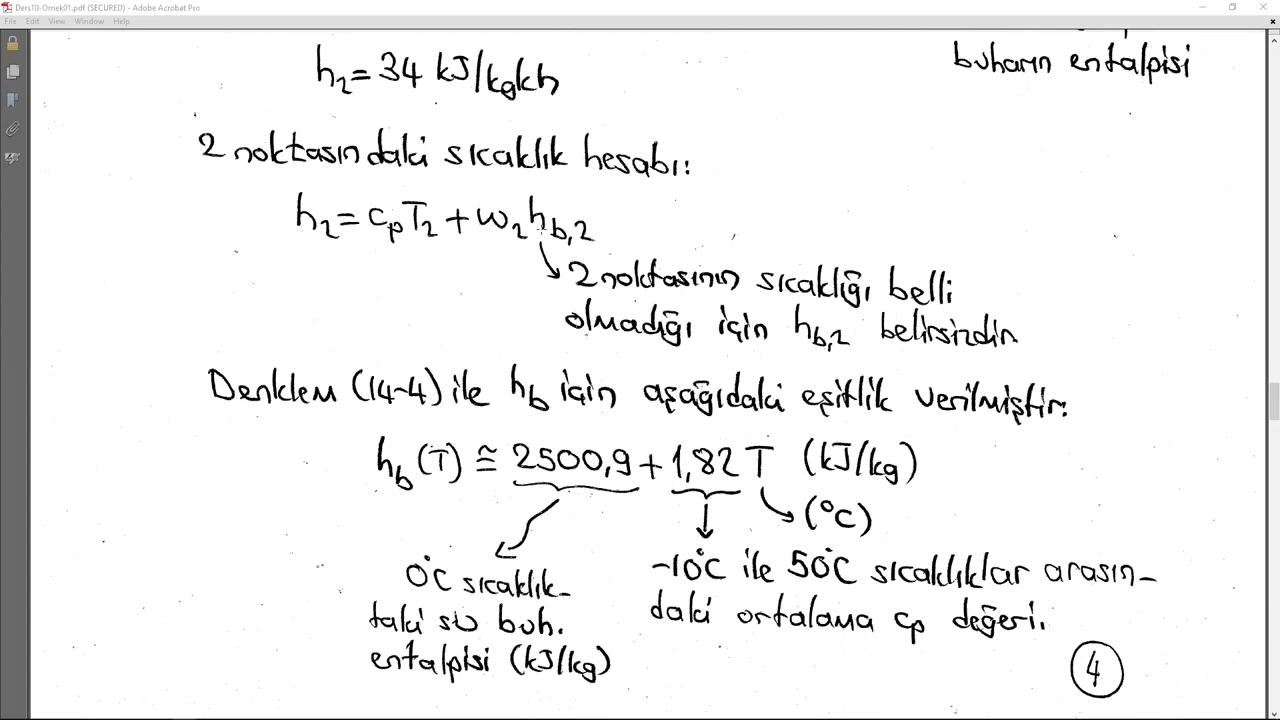 Ders10-Ornek01.pdf (SECURED) - Adobe Acrobat Pro
File Edit View Window Help
buharın entalpisi
h₂= 34 kJ/kgkh
2 noktasındaki sıcaklık hesabı:
h₂= cpT₂ + w₂hb,2
2 noktasının sıcaklığı belli
olmadığı için hb,2 belirsizdir.
Denklem (14-4) ile hb için aşağıdaki eşitlik verilmiştir:
hb(T) ≅ 2500,9 + 1,82 T (kJ/kg)
(°C)
0°C sıcaklık-
taki su buh.
entalpisi (kJ/kg)
-10°C ile 50°C sıcaklıklar arasın-
daki ortalama cp değeri.
4